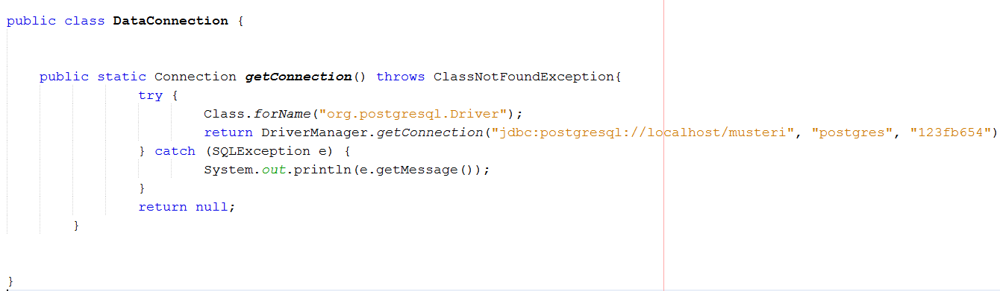 public class DataConnection {
public static Connection getConnection() throws ClassNotFoundException{
try {
Class.forName("org.postgresql.Driver");
return DriverManager.getConnection("jdbc:postgresql://localhost/musteri", "postgres", "123fb654")
} catch (SQLException e) {
System.out.println(e.getMessage());
}
return null;
}
}